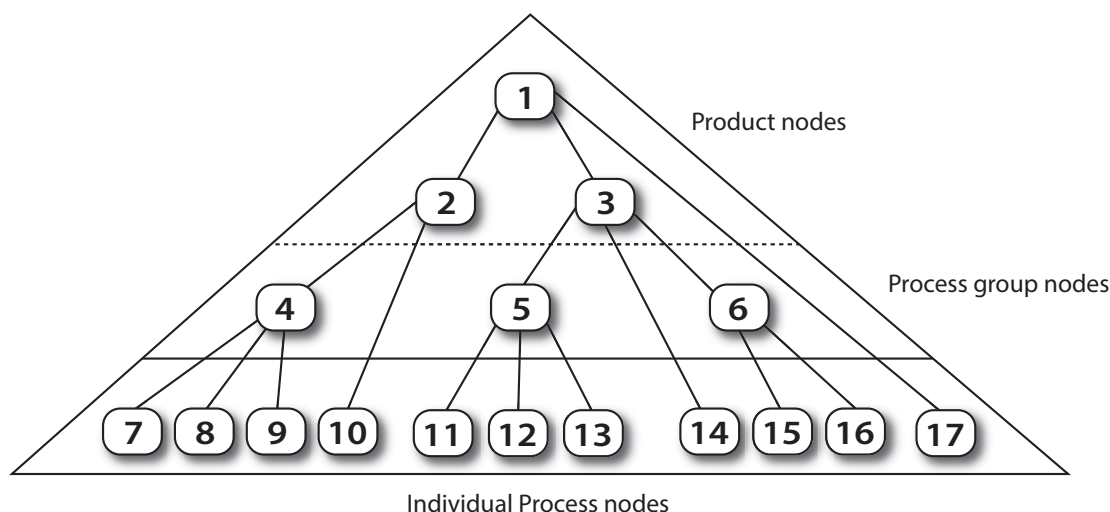 1
Product nodes
2 3
Process group nodes
4 5 6
7 8 9 10 11 12 13 14 15 16 17
Individual Process nodes